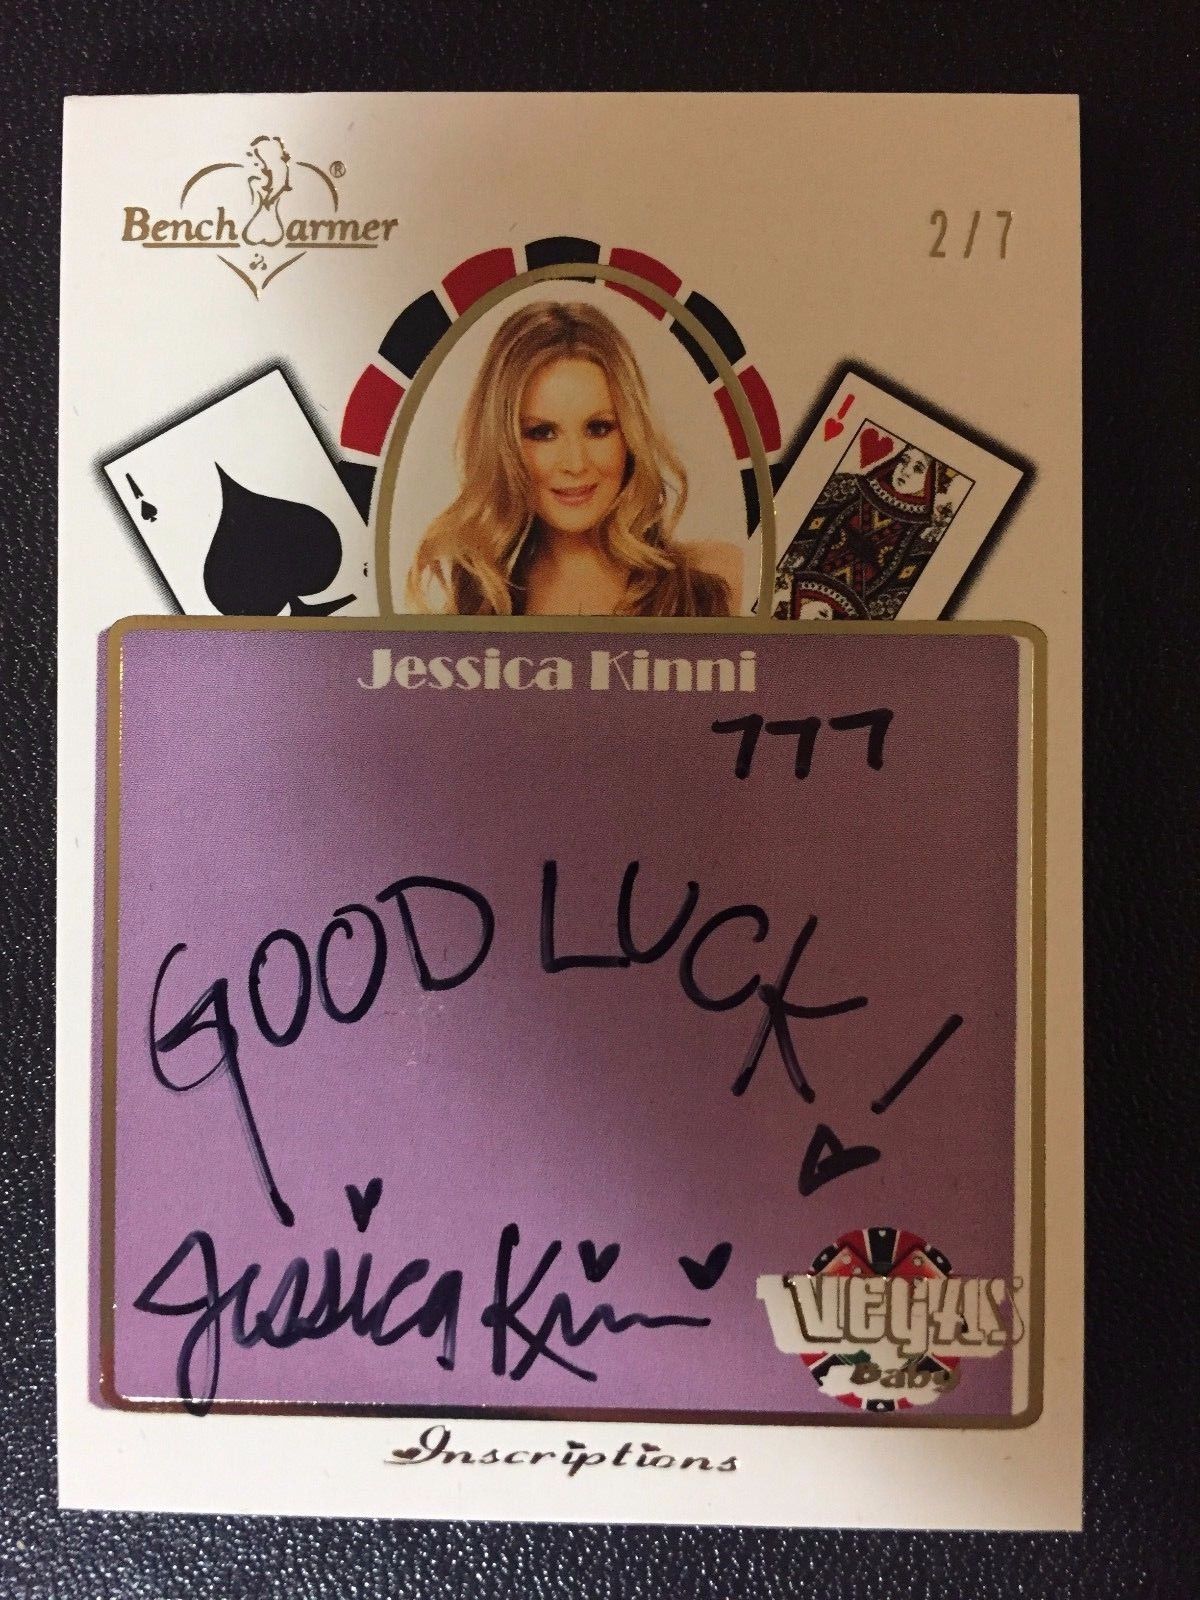 BenchWarmer®
2/7
A
Jessica Kinni
777
GOOD LUCK!
Jessica Kinni
VEGAS
Baby
Inscriptions